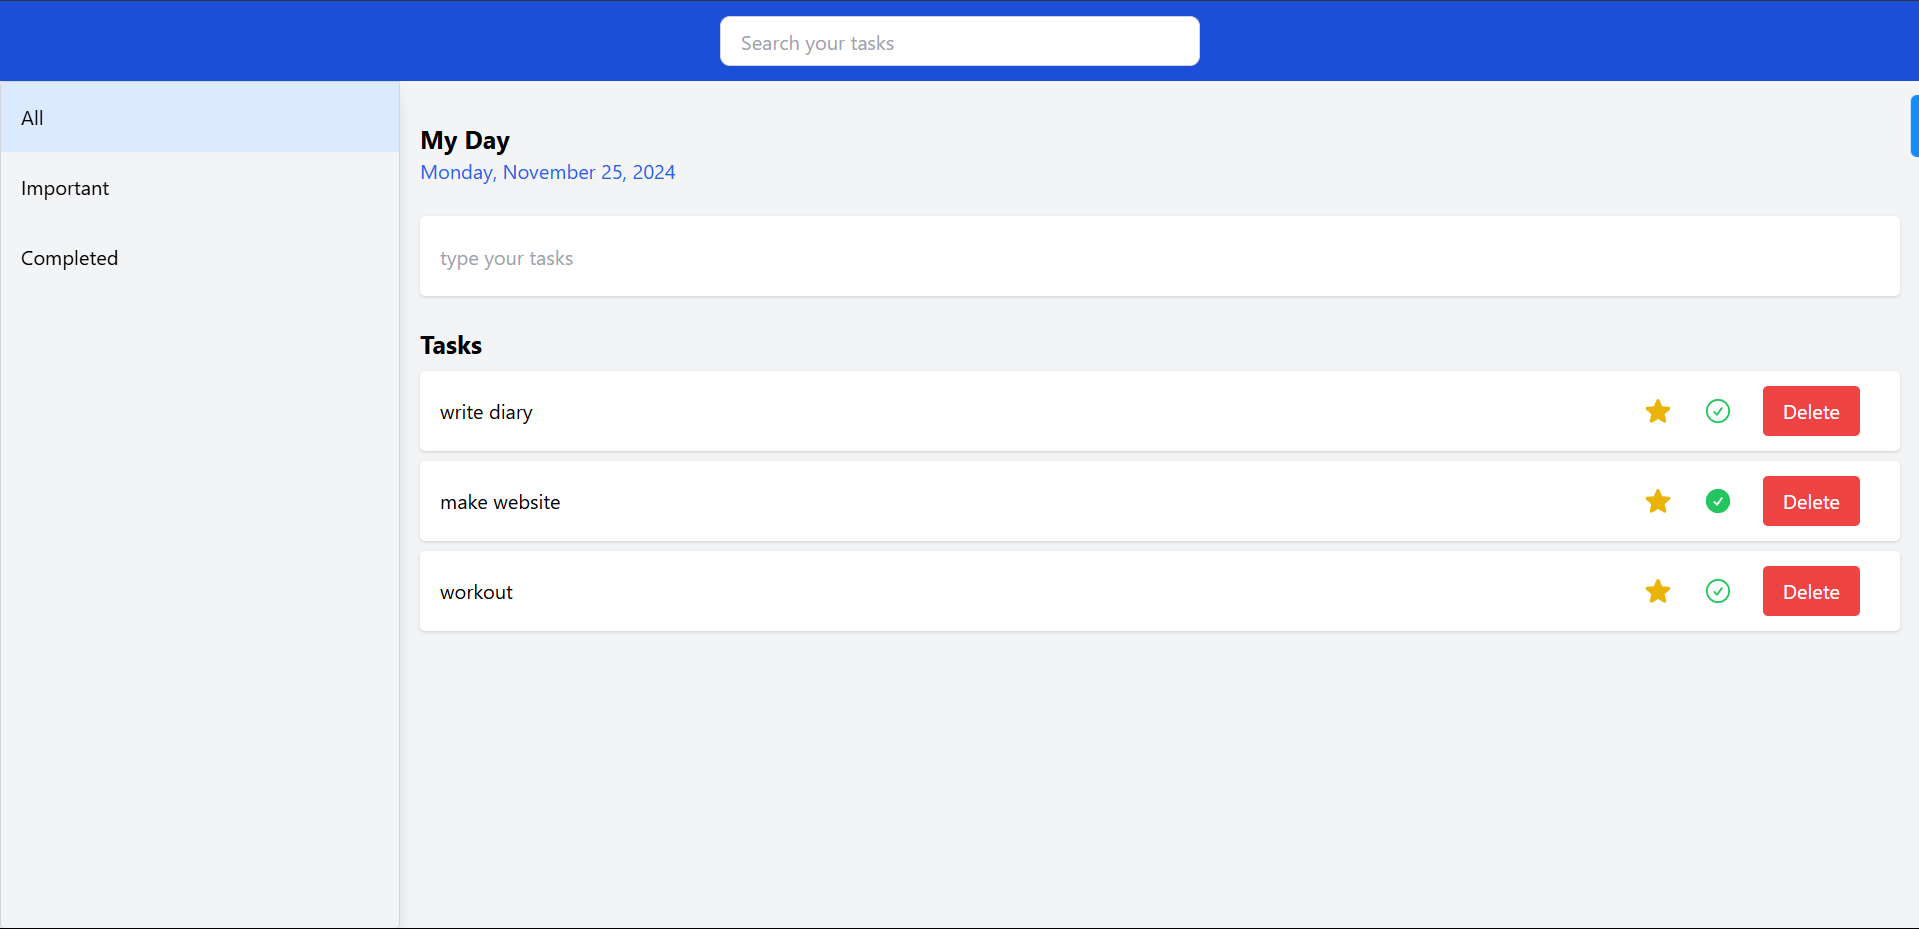 Search your tasks
All
Important
Completed
My Day
Monday, November 25, 2024
type your tasks
Tasks
write diary
Delete
make website
Delete
workout
Delete